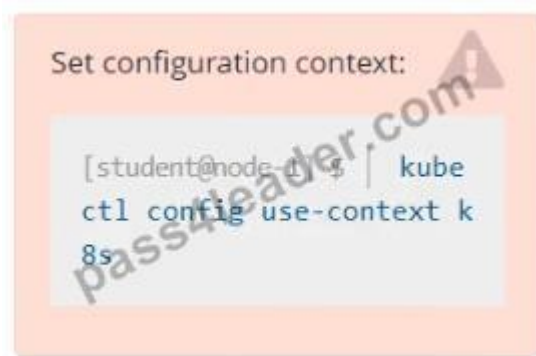 Set configuration context:
[student@node-1] $ | kube
ctl config use-context k
8s
pass4leader.com